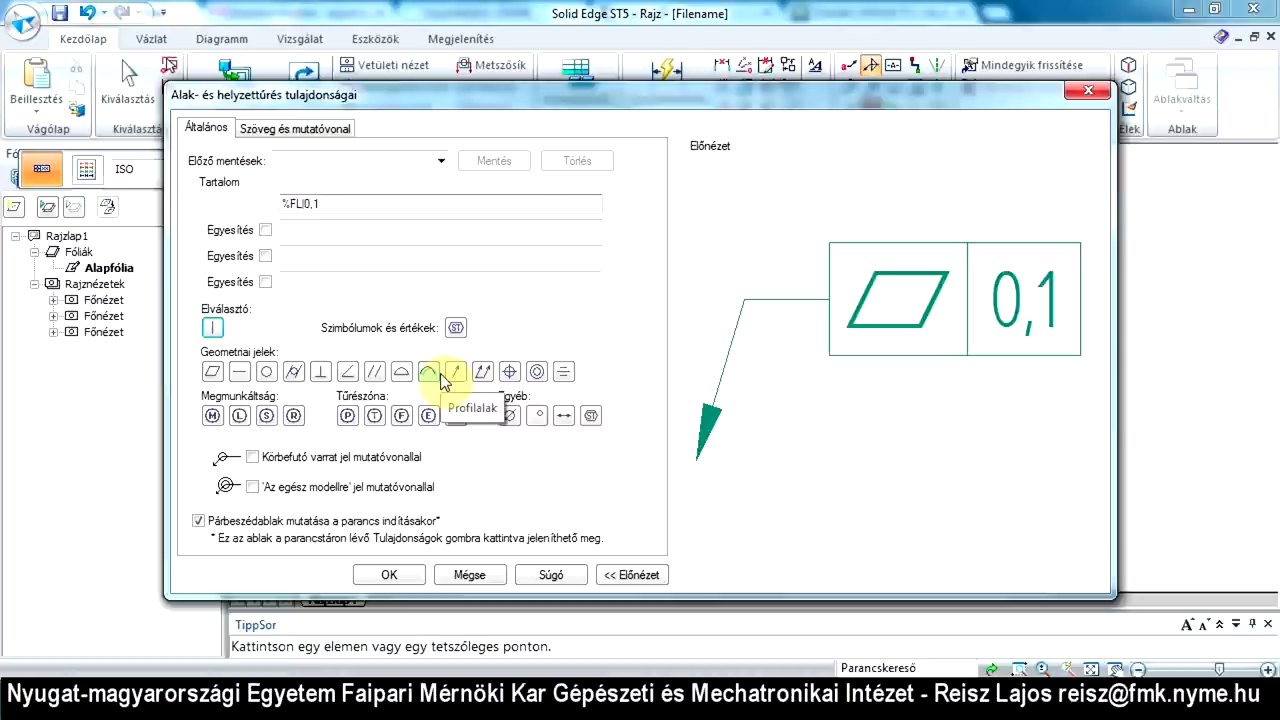 Solid Edge ST5 - Rajz - [Filename]
Kezdőlap Vázlat Diagramm Vizsgálat Eszközök Megjelenítés
Vetületi nézet Metszósík Mindegyik frissítése
Beillesztés Kiválasztás Ablakváltás
Vágólap Ablak
Alak- és helyzettűrés tulajdonságai
Általános Szöveg és mutatóvonal
ISO
Előző mentések: Mentés Törlés
Előnézet
Tartalom
%FL|0,1
Egyesítés
Egyesítés
Egyesítés
Elválasztó:
Szimbólumok és értékek: ST
Geometriai jelek:
Megmunkáltság: Tűrészóna:
Profilalak
M L S R P T F E ST
Körbefutó varrat jel mutatóvonallal
'Az egész modellre' jel mutatóvonallal
Párbeszédablak mutatása a parancs indításakor*
* Ez az ablak a parancstáron lévő Tulajdonságok gombra kattintva jeleníthető meg.
OK Mégse Súgó << Előnézet
0,1
Rajzlap1
Fóliák
Alapfólia
Rajznézetek
Főnézet
Főnézet
Főnézet
TippSor
Kattintson egy elemen vagy egy tetszőleges ponton.
Parancskereső
Nyugat-magyarországi Egyetem Faipari Mérnöki Kar Gépészeti és Mechatronikai Intézet - Reisz Lajos reisz@fmk.nyme.hu